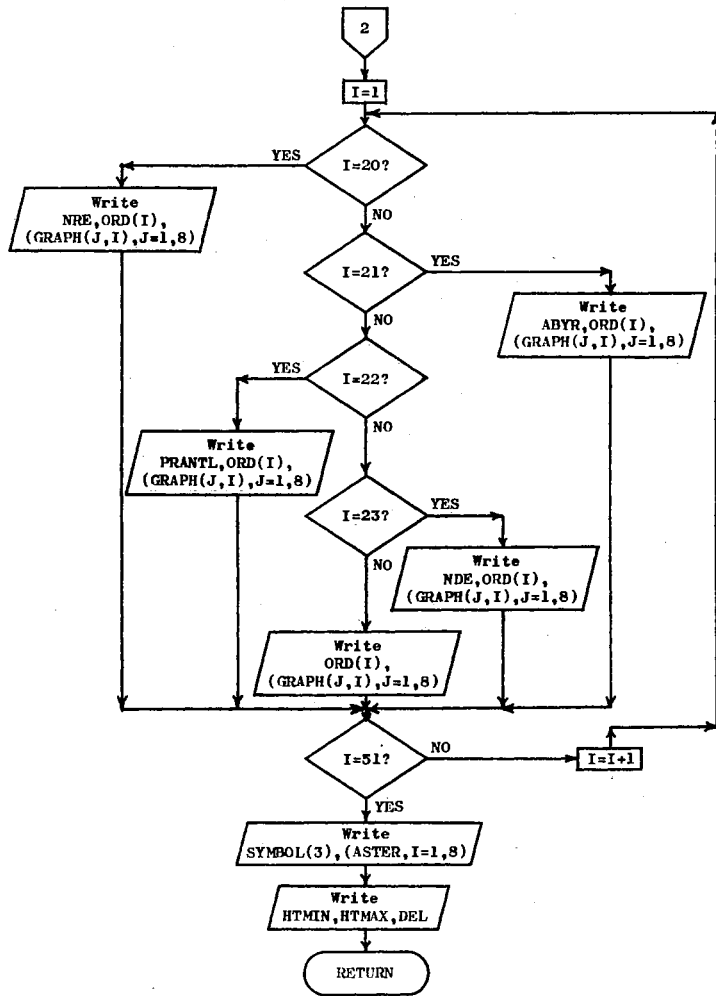 2
I=1
I=20?
YES
NO
Write
NRE,ORD(I),
(GRAPH(J,I),J=1,8)
I=21?
YES
NO
Write
ABYR,ORD(I),
(GRAPH(J,I),J=1,8)
I=22?
YES
NO
Write
PRANTL,ORD(I),
(GRAPH(J,I),J=1,8)
I=23?
YES
NO
Write
NDE,ORD(I),
(GRAPH(J,I),J=1,8)
Write
ORD(I),
(GRAPH(J,I),J=1,8)
I=51?
NO
I=I+1
YES
Write
SYMBOL(3),(ASTER,I=1,8)
Write
HTMIN,HTMAX,DEL
RETURN